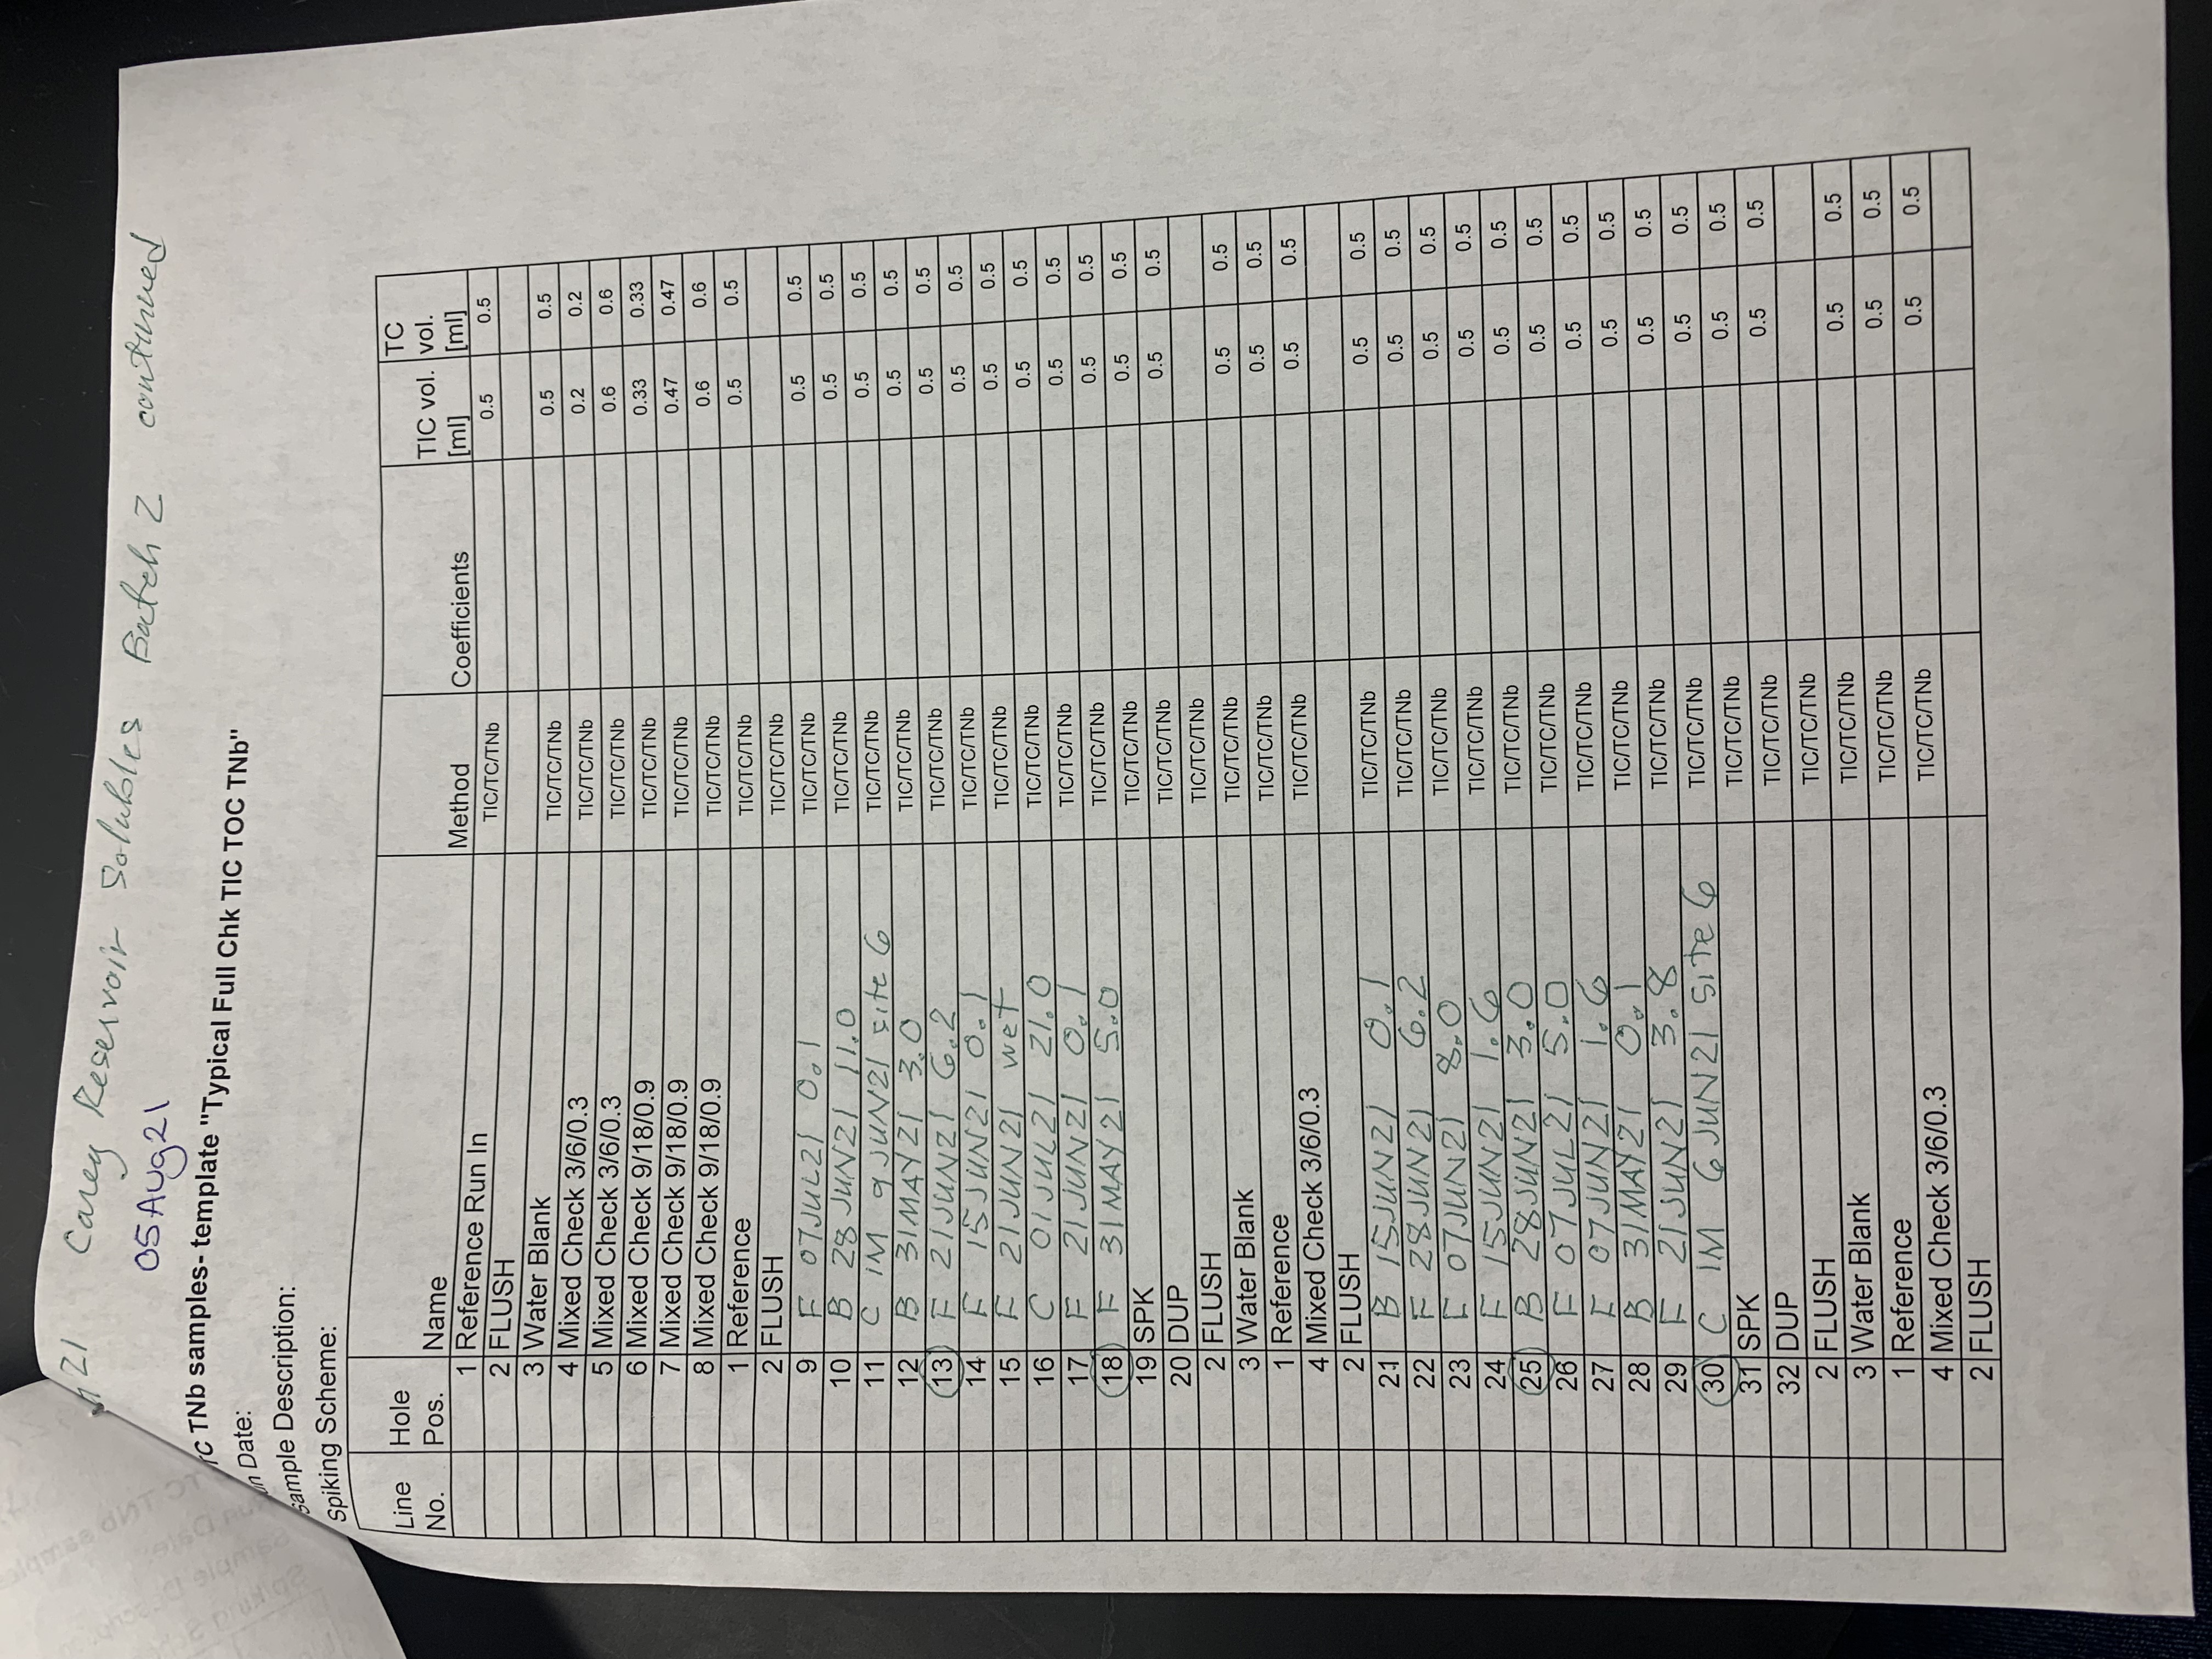 21 Carey Reservoir Solubles Batch 2 continued
05Aug21
TC TNb samples- template "Typical Full Chk TIC TOC TNb"
Date:
Sample Description:
Spiking Scheme:
Line No. Hole Pos. Name Method Coefficients TIC vol. [ml] TC vol. [ml]
1 Reference Run In TIC/TC/TNb 0.5 0.5
2 FLUSH
3 Water Blank TIC/TC/TNb 0.5 0.5
4 Mixed Check 3/6/0.3 TIC/TC/TNb 0.2 0.2
5 Mixed Check 3/6/0.3 TIC/TC/TNb 0.6 0.6
6 Mixed Check 9/18/0.9 TIC/TC/TNb 0.33 0.33
7 Mixed Check 9/18/0.9 TIC/TC/TNb 0.47 0.47
8 Mixed Check 9/18/0.9 TIC/TC/TNb 0.6 0.6
1 Reference TIC/TC/TNb 0.5 0.5
2 FLUSH TIC/TC/TNb
9 F 07JUL21 0.1 TIC/TC/TNb 0.5 0.5
10 B 28JUN21 11.0 TIC/TC/TNb 0.5 0.5
11 C IM 9JUN21 site 6 TIC/TC/TNb 0.5 0.5
12 B 31MAY21 3.0 TIC/TC/TNb 0.5 0.5
13 F 21JUN21 6.2 TIC/TC/TNb 0.5 0.5
14 F 15JUN21 0.1 TIC/TC/TNb 0.5 0.5
15 F 21JUN21 wet TIC/TC/TNb 0.5 0.5
16 C 01JUL21 21.0 TIC/TC/TNb 0.5 0.5
17 F 21JUN21 0.1 TIC/TC/TNb 0.5 0.5
18 F 31MAY21 5.0 TIC/TC/TNb 0.5 0.5
19 SPK TIC/TC/TNb 0.5 0.5
20 DUP TIC/TC/TNb 0.5 0.5
2 FLUSH TIC/TC/TNb
3 Water Blank TIC/TC/TNb 0.5 0.5
1 Reference TIC/TC/TNb 0.5 0.5
4 Mixed Check 3/6/0.3 TIC/TC/TNb 0.5 0.5
2 FLUSH
21 B 15JUN21 0.1 TIC/TC/TNb 0.5 0.5
22 F 28JUN21 6.2 TIC/TC/TNb 0.5 0.5
23 F 07JUN21 8.0 TIC/TC/TNb 0.5 0.5
24 F 15JUN21 1.6 TIC/TC/TNb 0.5 0.5
25 B 28JUN21 3.0 TIC/TC/TNb 0.5 0.5
26 F 07JUL21 5.0 TIC/TC/TNb 0.5 0.5
27 F 07JUN21 1.6 TIC/TC/TNb 0.5 0.5
28 B 31MAY21 0.1 TIC/TC/TNb 0.5 0.5
29 F 21JUN21 3.8 TIC/TC/TNb 0.5 0.5
30 C IM 6JUN21 site 6 TIC/TC/TNb 0.5 0.5
31 SPK TIC/TC/TNb 0.5 0.5
32 DUP TIC/TC/TNb 0.5 0.5
2 FLUSH TIC/TC/TNb
3 Water Blank TIC/TC/TNb 0.5 0.5
1 Reference TIC/TC/TNb 0.5 0.5
4 Mixed Check 3/6/0.3 TIC/TC/TNb 0.5 0.5
2 FLUSH